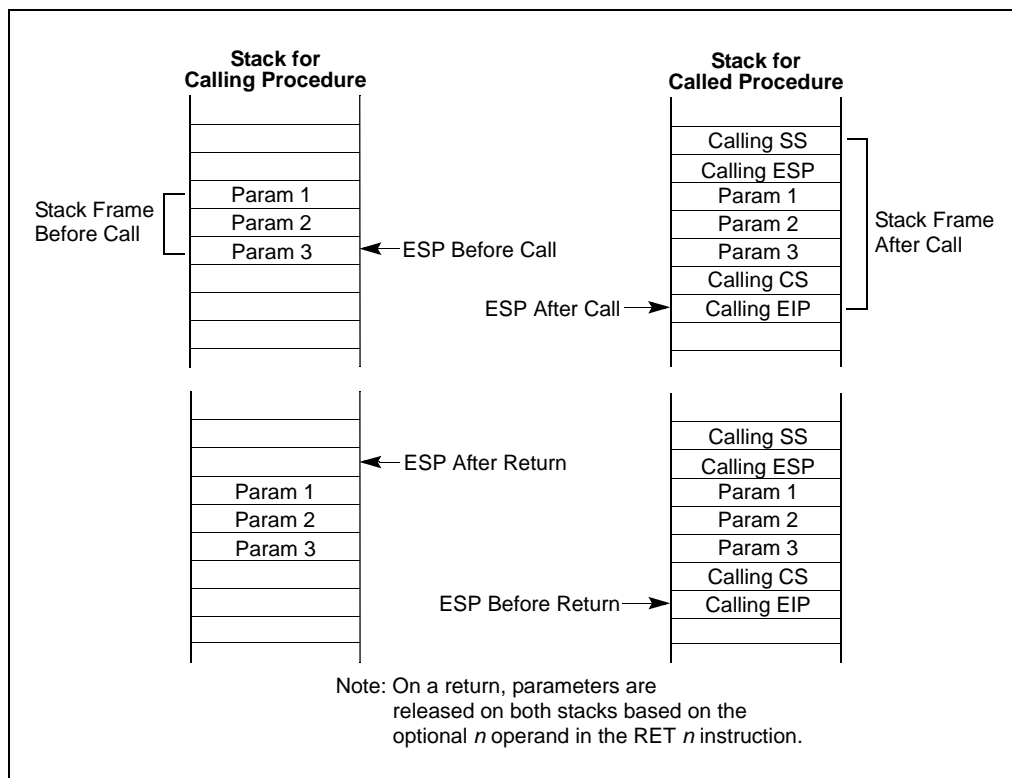 Stack for
Calling Procedure
Stack for
Called Procedure
Stack Frame
Before Call
Param 1
Param 2
Param 3
ESP Before Call
ESP After Call
Calling SS
Calling ESP
Param 1
Param 2
Param 3
Calling CS
Calling EIP
Stack Frame
After Call
ESP After Return
Param 1
Param 2
Param 3
ESP Before Return
Calling SS
Calling ESP
Param 1
Param 2
Param 3
Calling CS
Calling EIP
Note: On a return, parameters are
released on both stacks based on the
optional n operand in the RET n instruction.